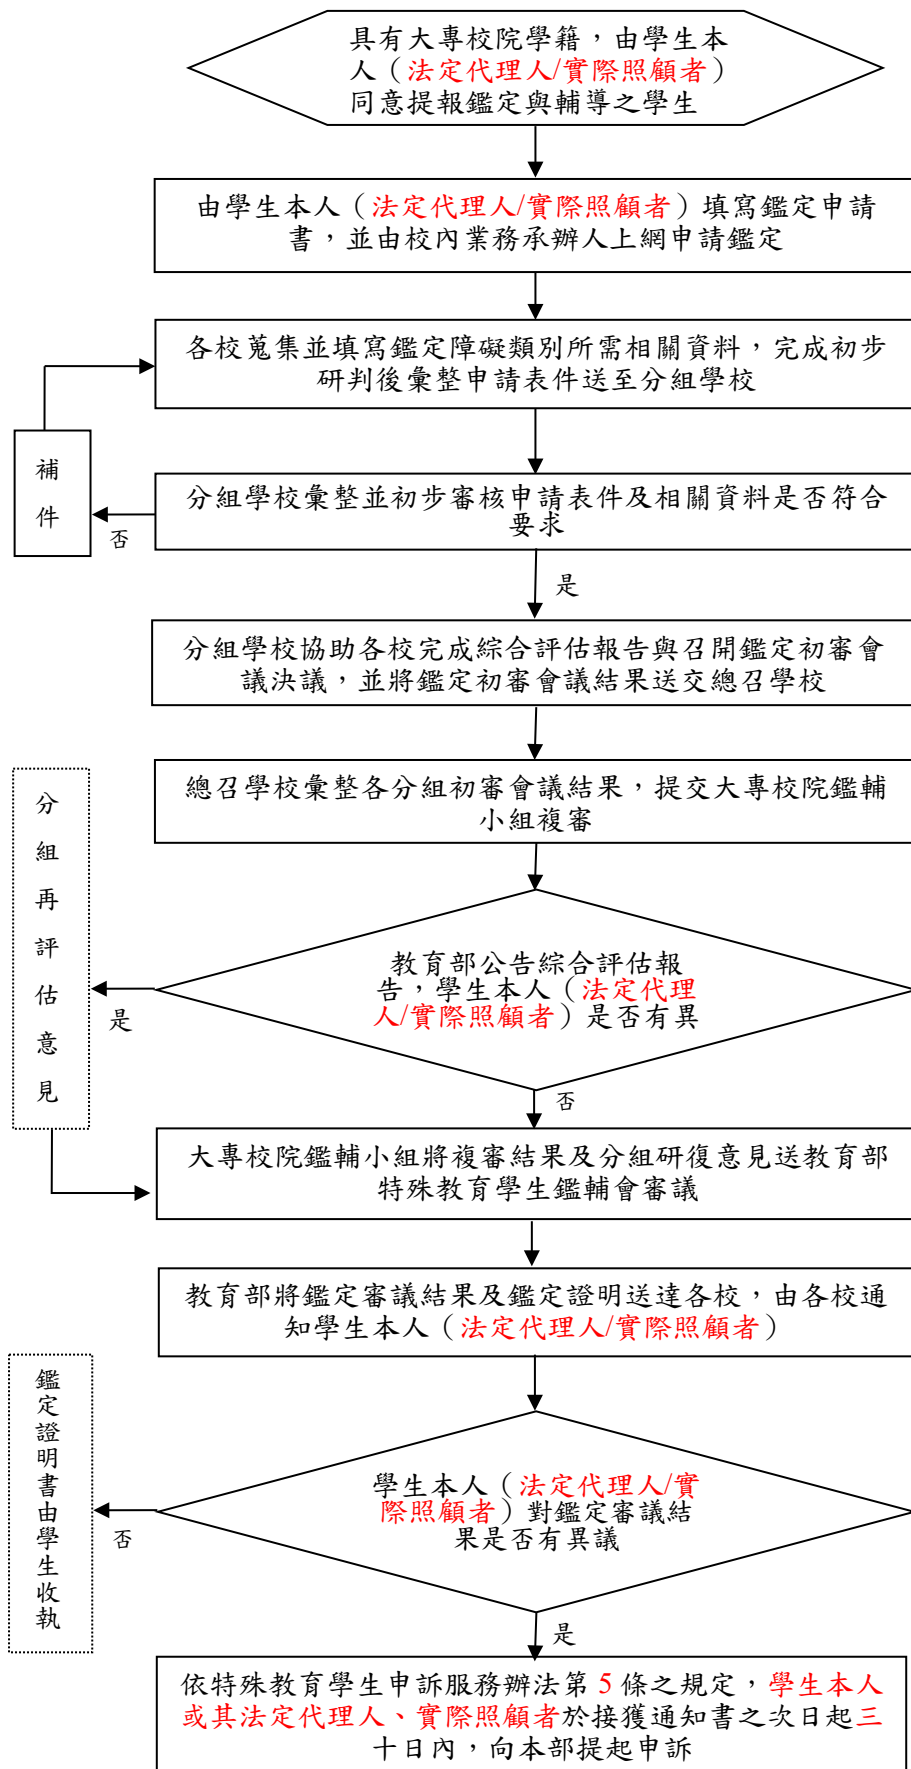 具有大專校院學籍，由學生本
人（法定代理人/實際照顧者）
同意提報鑑定與輔導之學生
由學生本人（法定代理人/實際照顧者）填寫鑑定申請
書，並由校內業務承辦人上網申請鑑定
各校蒐集並填寫鑑定障礙類別所需相關資料，完成初步
研判後彙整申請表件送至分組學校
補
件
分組學校彙整並初步審核申請表件及相關資料是否符合
要求
否
是
分組學校協助各校完成綜合評估報告與召開鑑定初審會
議決議，並將鑑定初審會議結果送交總召學校
總召學校彙整各分組初審會議結果，提交大專校院鑑輔
小組複審
分
組
再
評
估
意
見
教育部公告綜合評估報
告，學生本人（法定代理
人/實際照顧者）是否有異
是
否
大專校院鑑輔小組將複審結果及分組研復意見送教育部
特殊教育學生鑑輔會審議
教育部將鑑定審議結果及鑑定證明送達各校，由各校通
知學生本人（法定代理人/實際照顧者）
鑑
定
證
明
書
由
學
生
收
執
學生本人（法定代理人/實
際照顧者）對鑑定審議結
果是否有異議
否
是
依特殊教育學生申訴服務辦法第 5 條之規定，學生本人
或其法定代理人、實際照顧者於接獲通知書之次日起三
十日內，向本部提起申訴